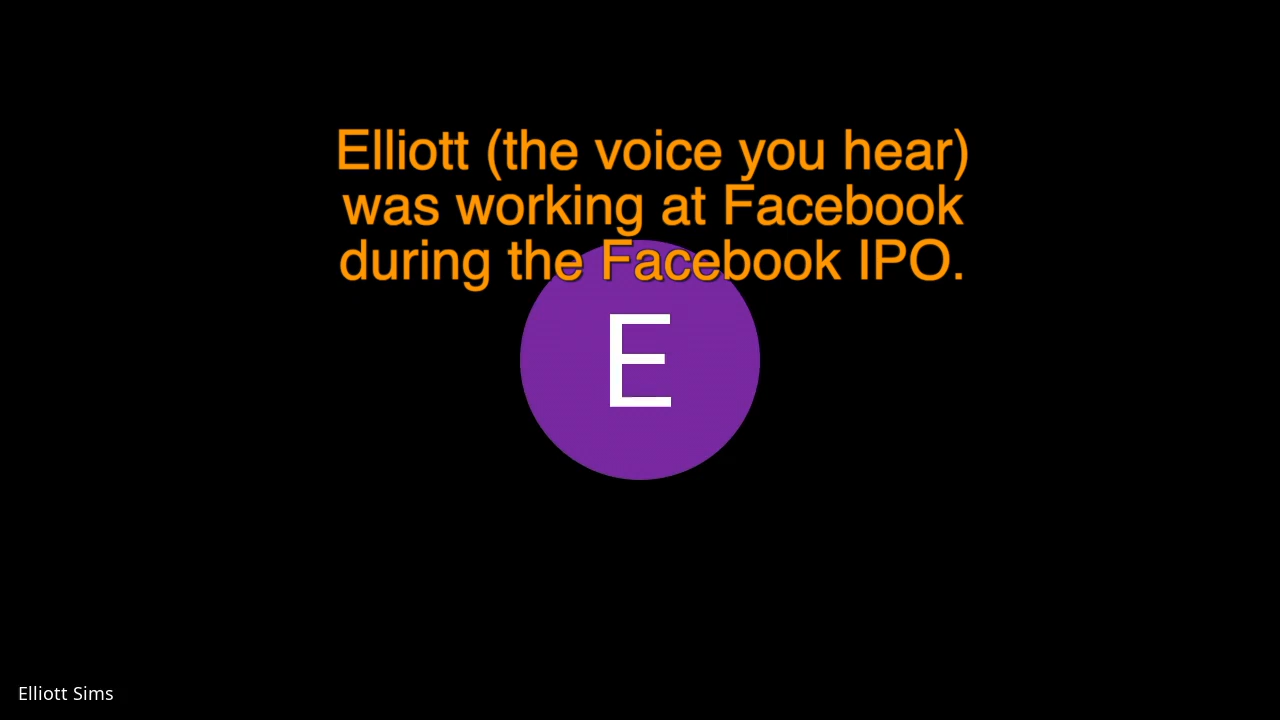 Elliott (the voice you hear)
was working at Facebook
during the Facebook IPO.
E
Elliott Sims